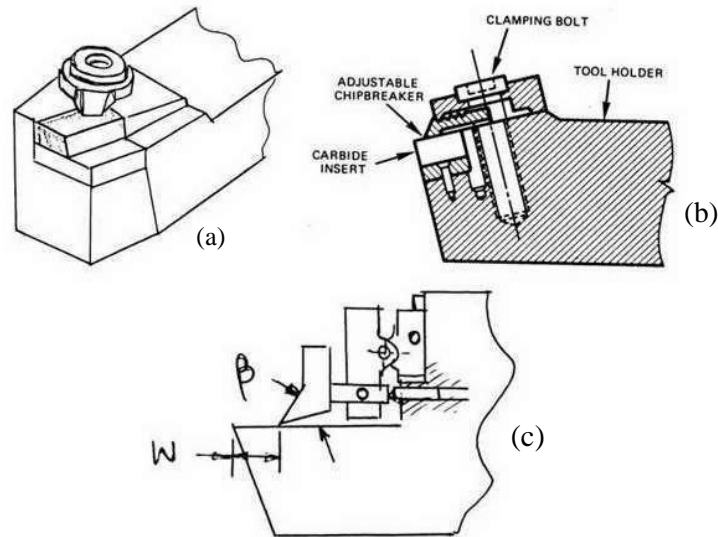 CLAMPING BOLT
ADJUSTABLE
CHIPBREAKER
TOOL HOLDER
CARBIDE
INSERT
(a)
(b)
β
W
(c)